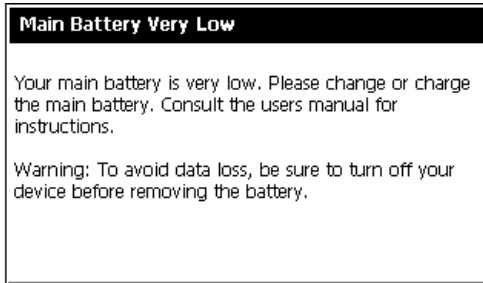 Main Battery Very Low
Your main battery is very low. Please change or charge
the main battery. Consult the users manual for
instructions.
Warning: To avoid data loss, be sure to turn off your
device before removing the battery.